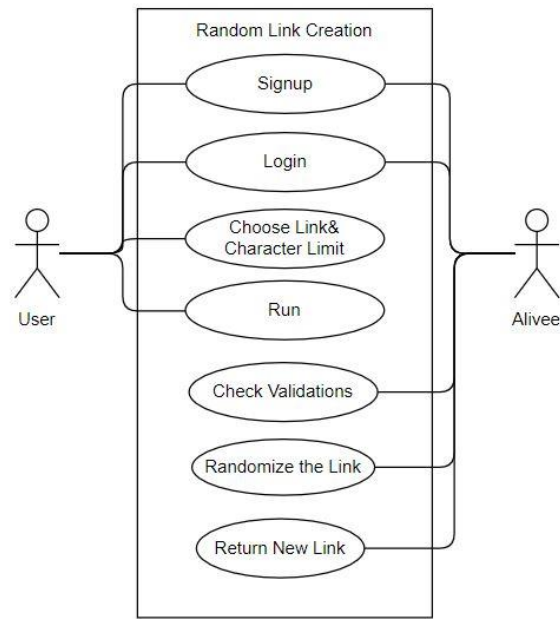 Random Link Creation
Signup
Login
Choose Link&
Character Limit
Run
Check Validations
Randomize the Link
Return New Link
User
Alivee